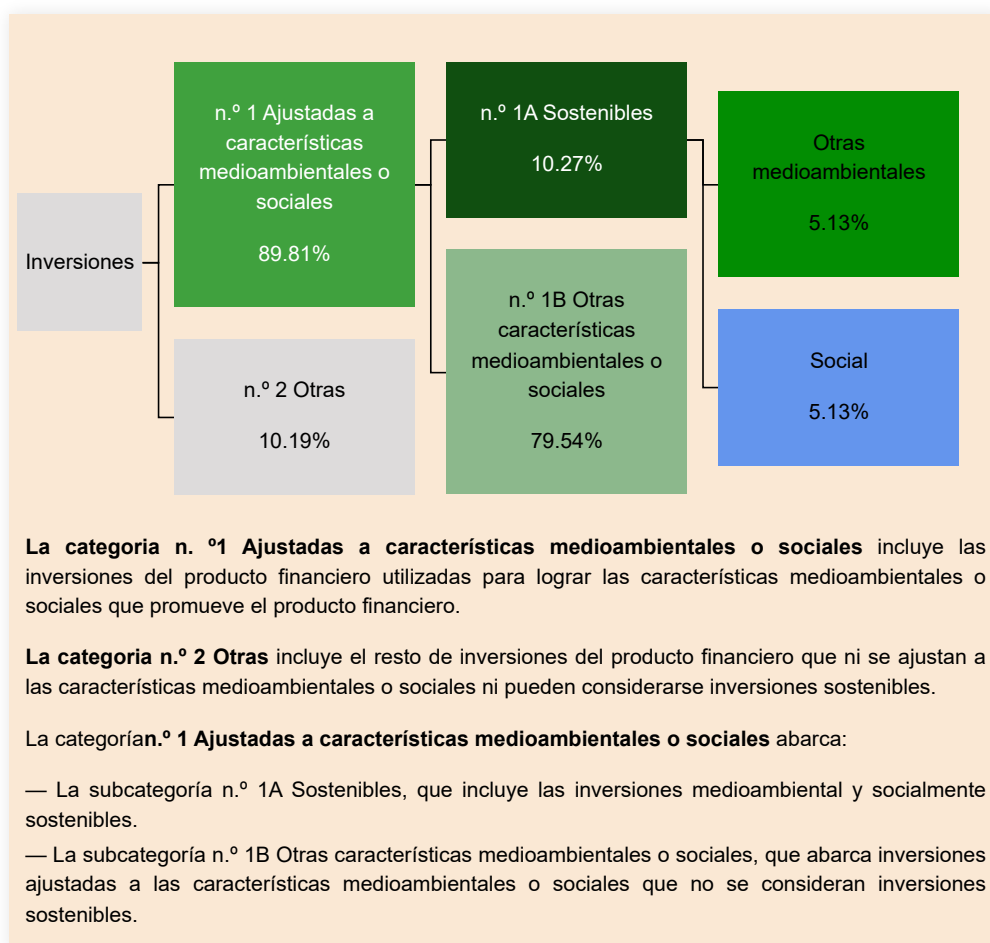 Inversiones
n.º 1 Ajustadas a
características
medioambientales o
sociales
89.81%
n.º 2 Otras
10.19%
n.º 1A Sostenibles
10.27%
n.º 1B Otras
características
medioambientales o
sociales
79.54%
Otras
medioambientales
5.13%
Social
5.13%
La categoria n. º1 Ajustadas a características medioambientales o sociales incluye las
inversiones del producto financiero utilizadas para lograr las características medioambientales o
sociales que promueve el producto financiero.
La categoria n.º 2 Otras incluye el resto de inversiones del producto financiero que ni se ajustan a
las características medioambientales o sociales ni pueden considerarse inversiones sostenibles.
La categorían.º 1 Ajustadas a características medioambientales o sociales abarca:
— La subcategoría n.º 1A Sostenibles, que incluye las inversiones medioambiental y socialmente
sostenibles.
— La subcategoría n.º 1B Otras características medioambientales o sociales, que abarca inversiones
ajustadas a las características medioambientales o sociales que no se consideran inversiones
sostenibles.